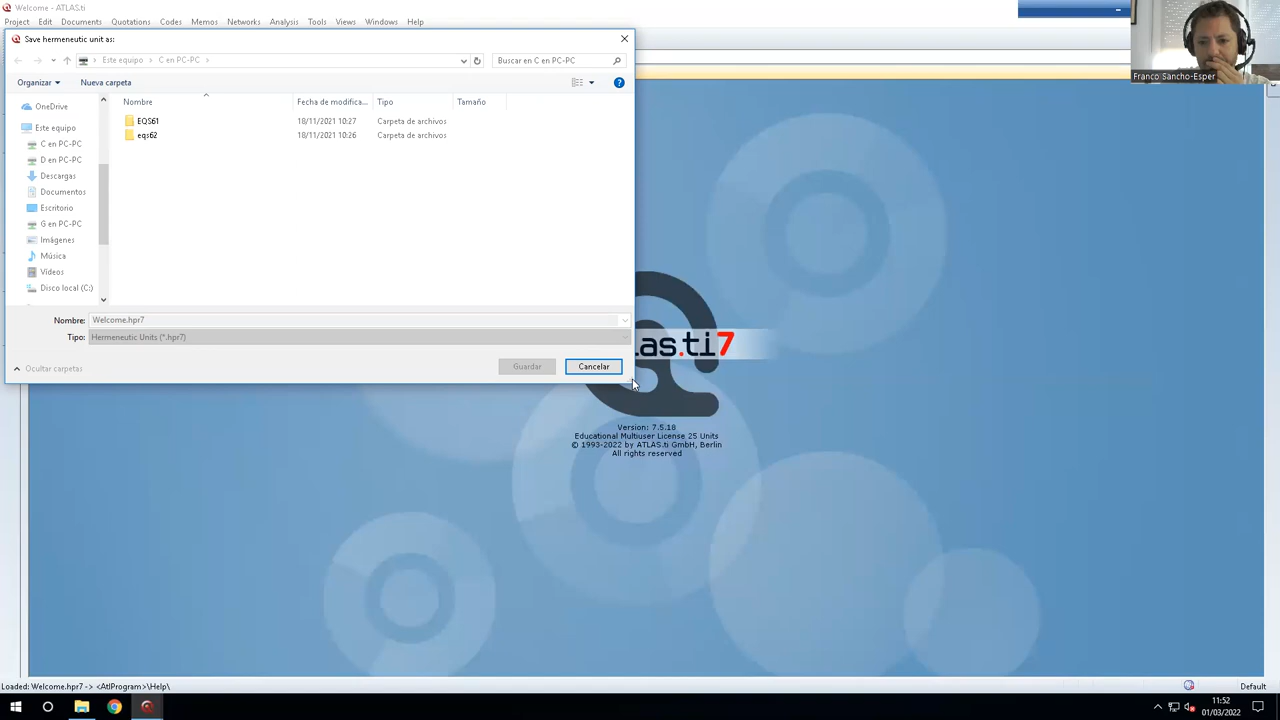 Welcome - ATLAS.ti
Project Edit Documents Quotations Codes Memos Networks Analysis Tools Views Windows Help
Save hermeneutic unit as:
Este equipo > C en PC-PC >
Buscar en C en PC-PC
Organizar Nueva carpeta
Nombre Fecha de modifica... Tipo Tamaño
EQS61 18/11/2021 10:27 Carpeta de archivos
eqs62 18/11/2021 10:26 Carpeta de archivos
OneDrive
Este equipo
C en PC-PC
D en PC-PC
Descargas
Documentos
Escritorio
G en PC-PC
Imágenes
Música
Vídeos
Disco local (C:)
Nombre: Welcome.hpr7
Tipo: Hermeneutic Units (*.hpr7)
Ocultar carpetas
Guardar Cancelar
Franco Sancho-Esper
las.ti7
Version: 7.5.18
Educational Multiuser License 25 Units
© 1993-2022 by ATLAS.ti GmbH, Berlin
All rights reserved
Loaded: Welcome.hpr7 -> <AtlProgram>\Help\
Default
11:52
01/03/2022